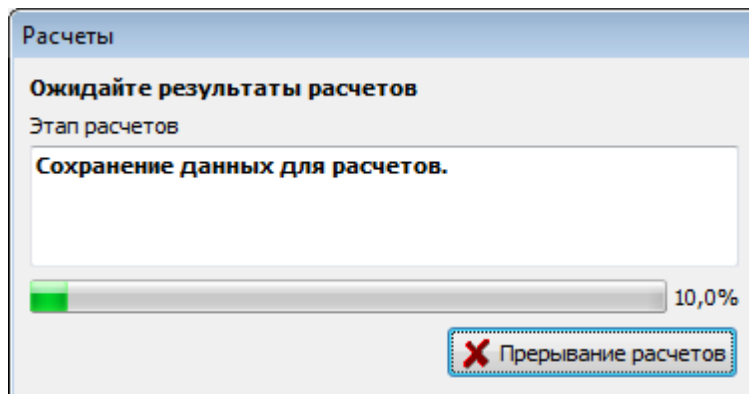 Расчеты
Ожидайте результаты расчетов
Этап расчетов
Сохранение данных для расчетов.
10,0%
Прерывание расчетов